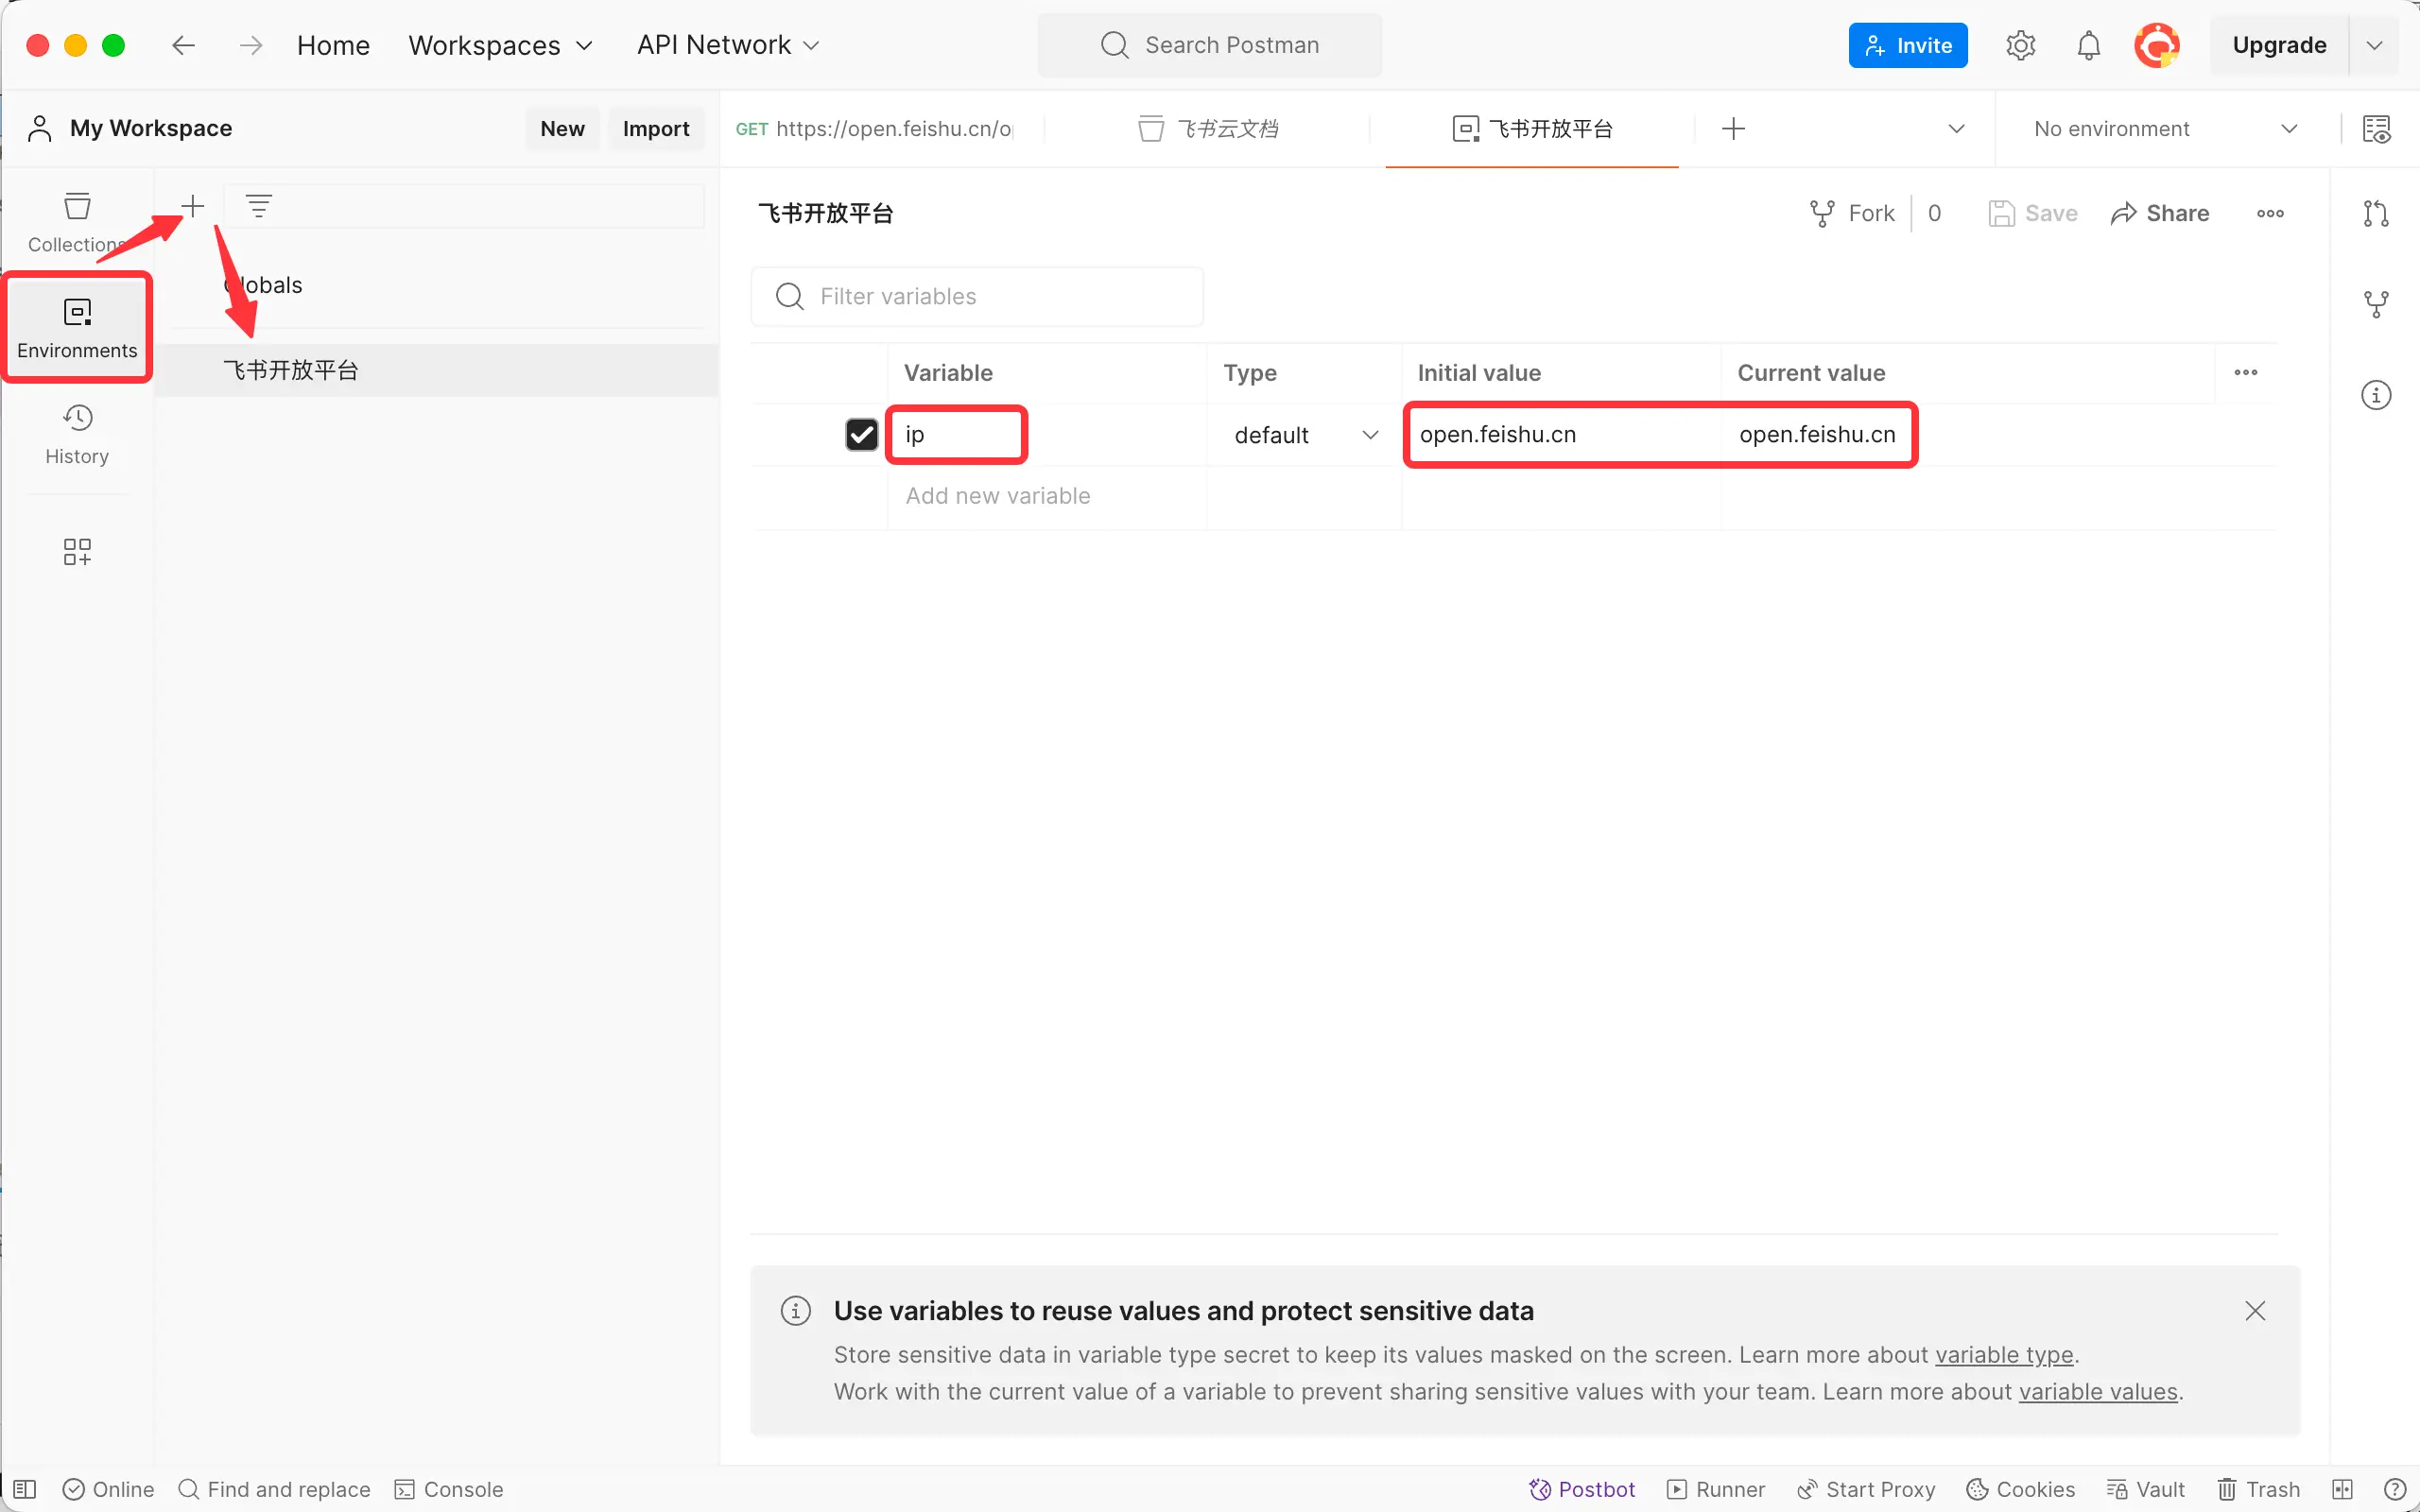 Home Workspaces API Network Search Postman Invite Upgrade
My Workspace New Import GET https://open.feishu.cn/o 飞书云文档 飞书开放平台 No environment
Collections
Environments
History
Globals
飞书开放平台
飞书开放平台 Fork 0 Save Share
Filter variables
Variable Type Initial value Current value
ip default open.feishu.cn open.feishu.cn
Add new variable
Use variables to reuse values and protect sensitive data
Store sensitive data in variable type secret to keep its values masked on the screen. Learn more about variable type.
Work with the current value of a variable to prevent sharing sensitive values with your team. Learn more about variable values.
Online Find and replace Console Postbot Runner Start Proxy Cookies Vault Trash